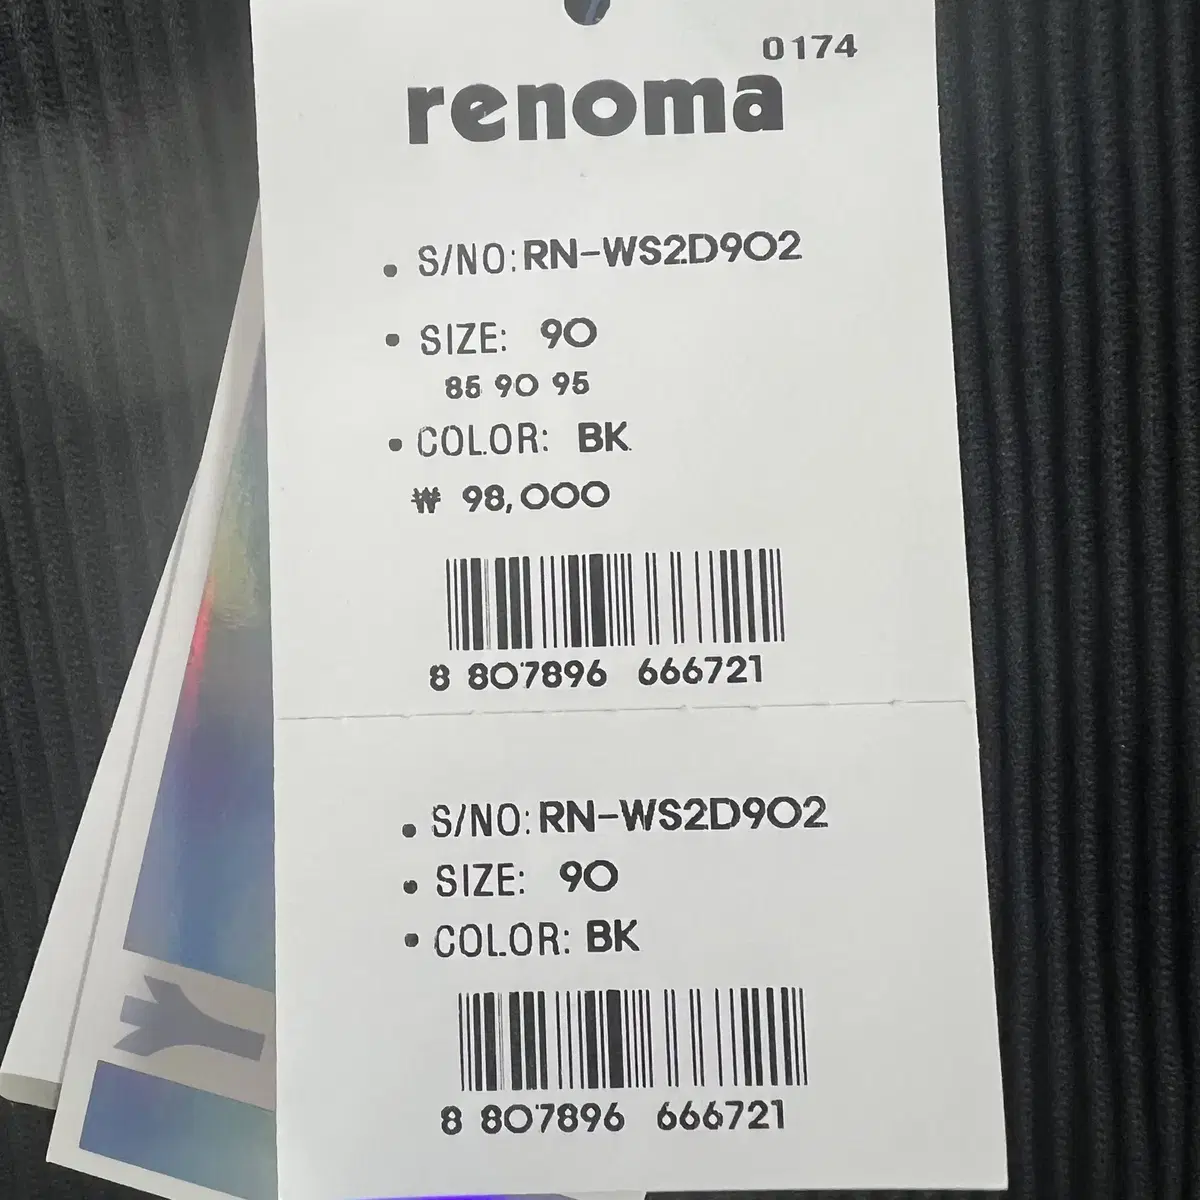 0174
renoma
• S/NO: RN-WS2D902
• SIZE: 90
85 90 95
• COLOR: BK
₩ 98,000
8 807896 666721
• S/NO: RN-WS2D902
• SIZE: 90
• COLOR: BK
8 807896 666721
Y